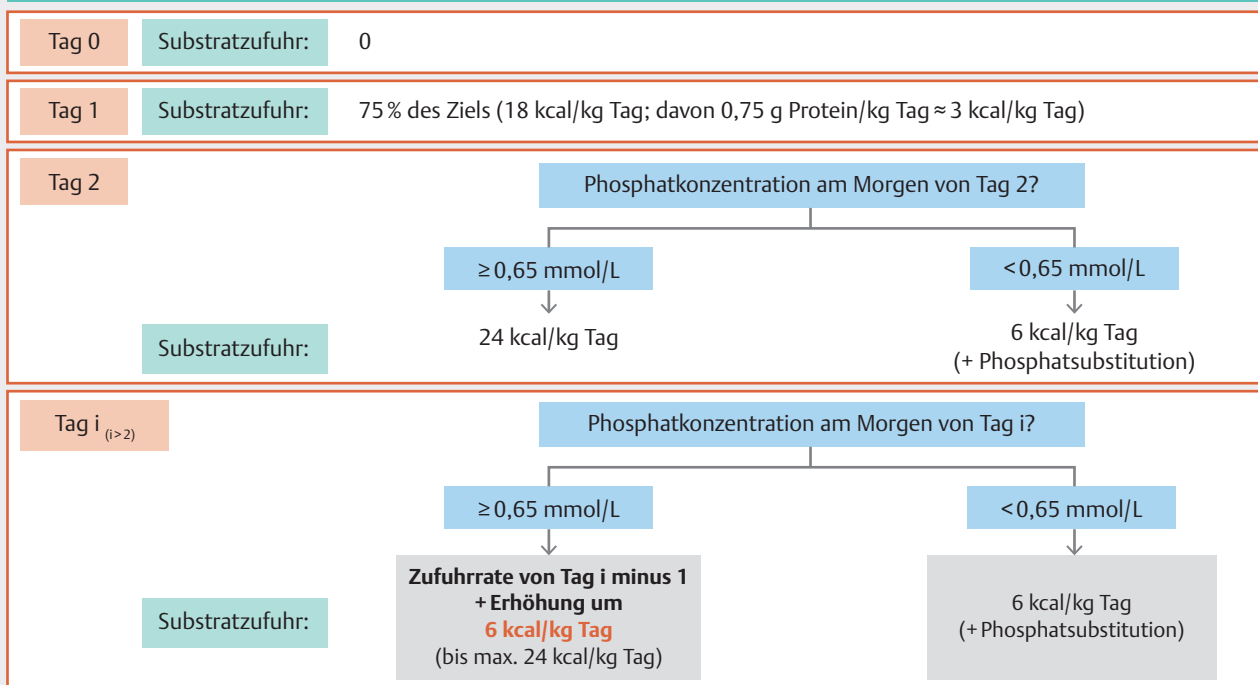 Tag 0
Substratzufuhr:
0
Tag 1
Substratzufuhr:
75 % des Ziels (18 kcal/kg Tag; davon 0,75 g Protein/kg Tag ≈ 3 kcal/kg Tag)
Tag 2
Phosphatkonzentration am Morgen von Tag 2?
≥ 0,65 mmol/L
< 0,65 mmol/L
Substratzufuhr:
24 kcal/kg Tag
6 kcal/kg Tag
(+ Phosphatsubstitution)
Tag i (i > 2)
Phosphatkonzentration am Morgen von Tag i?
≥ 0,65 mmol/L
< 0,65 mmol/L
Substratzufuhr:
Zufuhrrate von Tag i minus 1
+ Erhöhung um
6 kcal/kg Tag
(bis max. 24 kcal/kg Tag)
6 kcal/kg Tag
(+ Phosphatsubstitution)